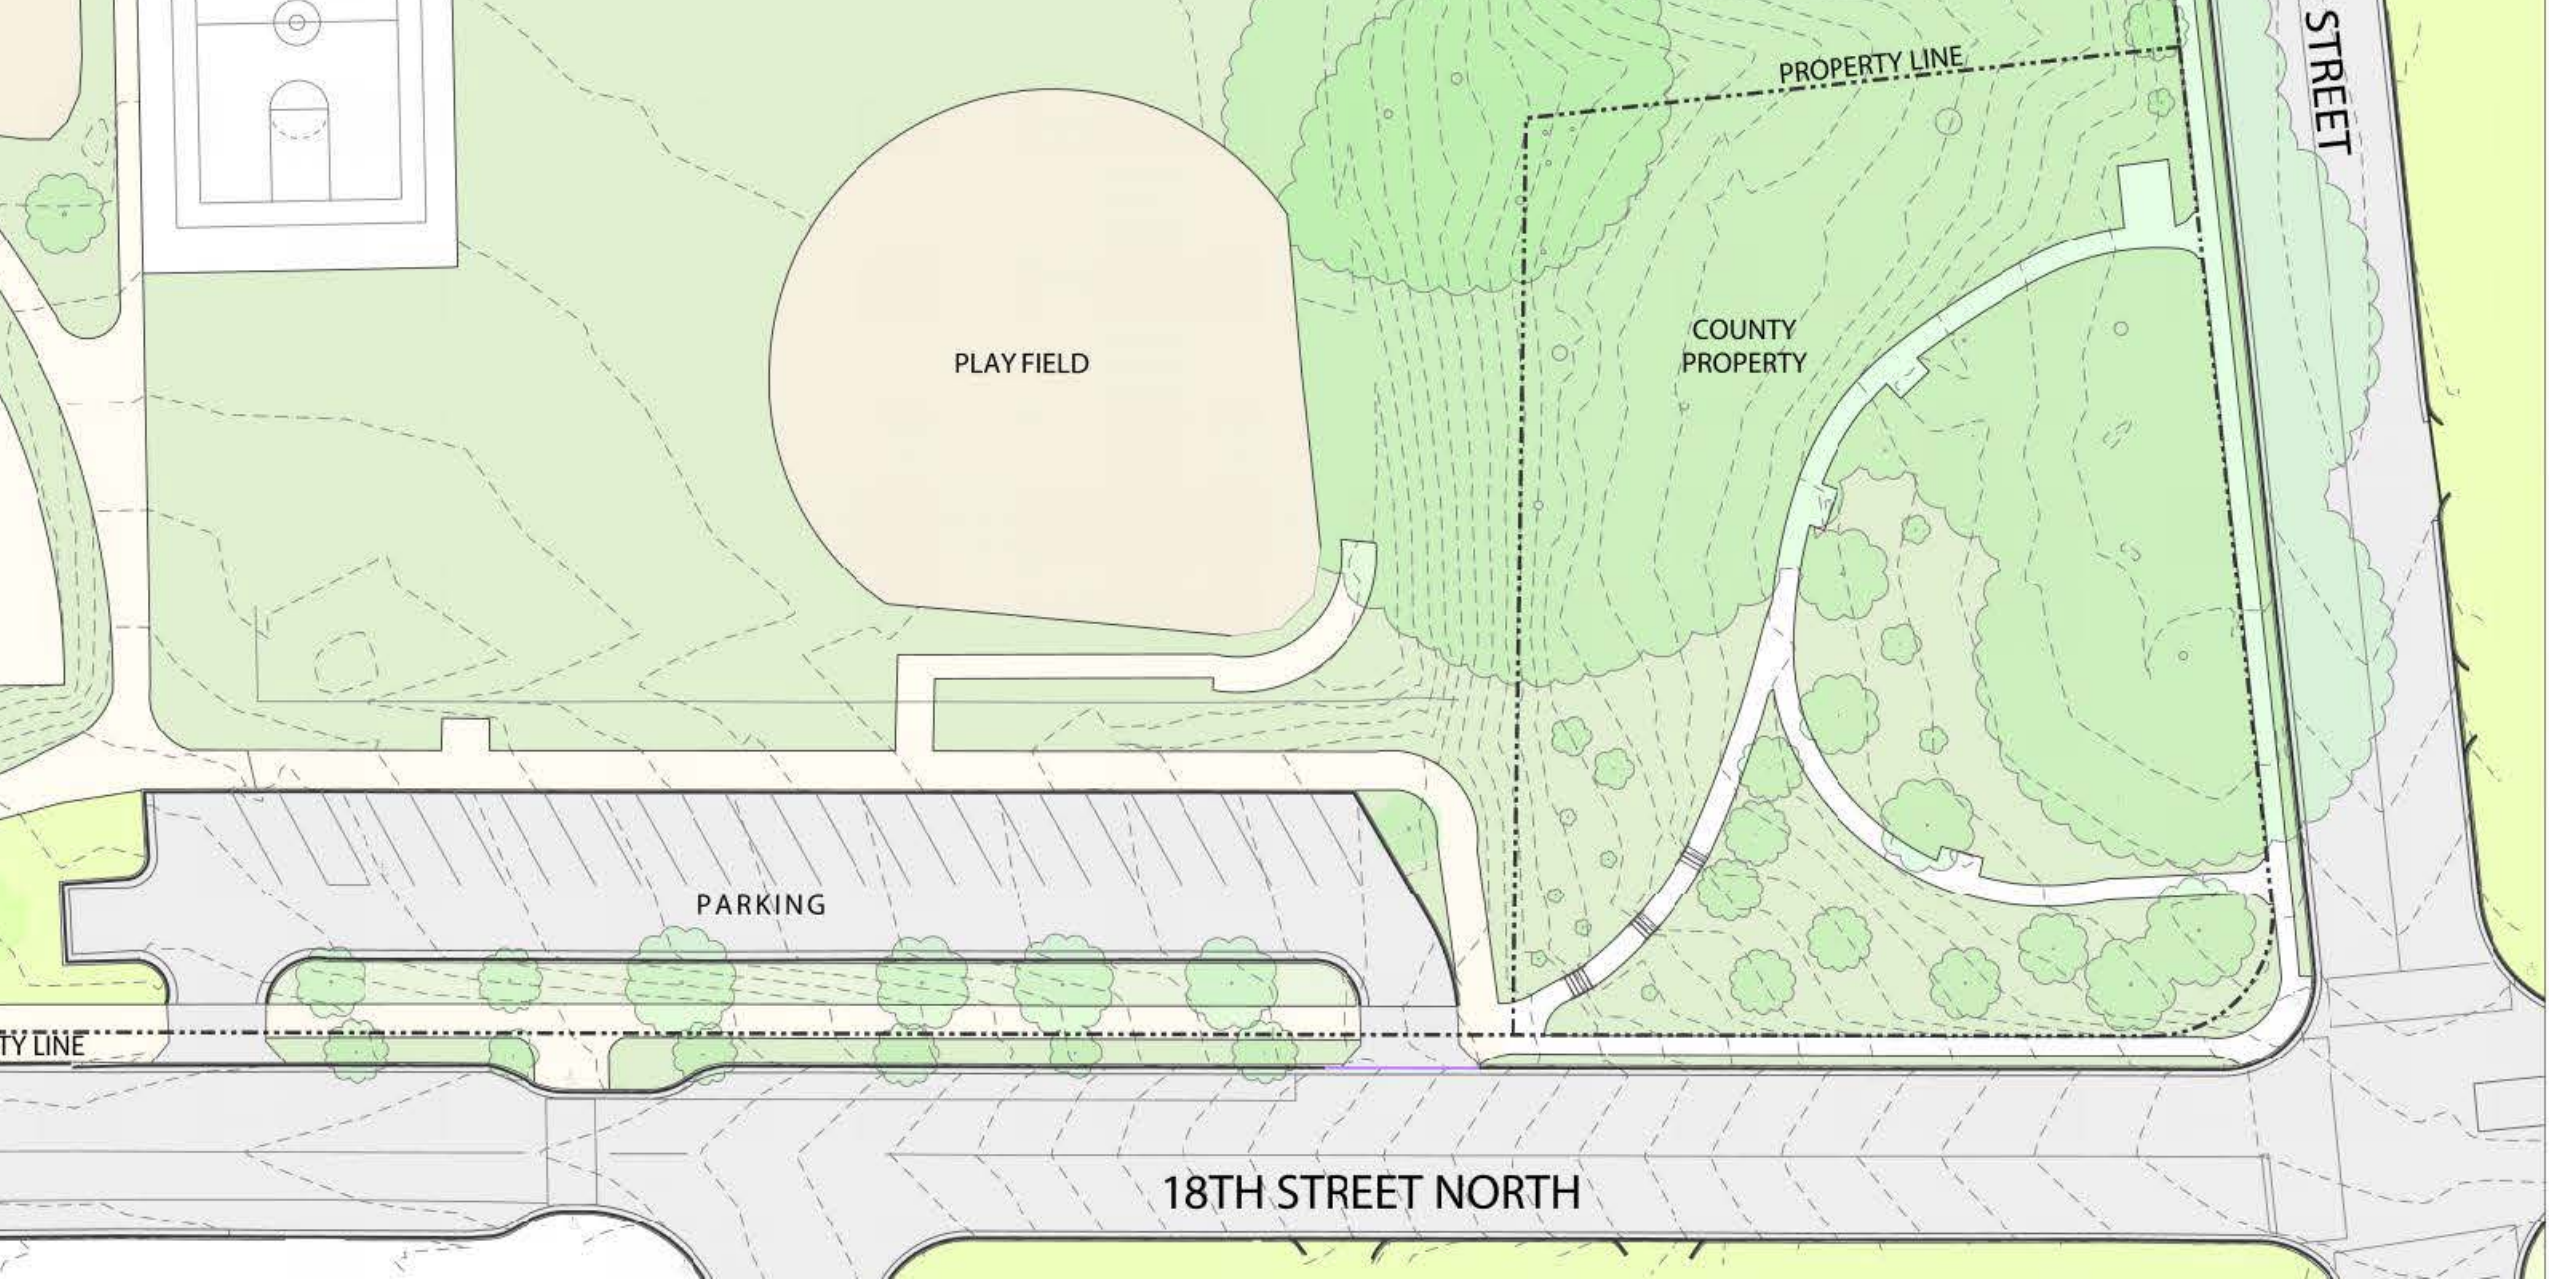 STREET
PROPERTY LINE
COUNTY
PROPERTY
PLAY FIELD
PARKING
TY LINE
18TH STREET NORTH